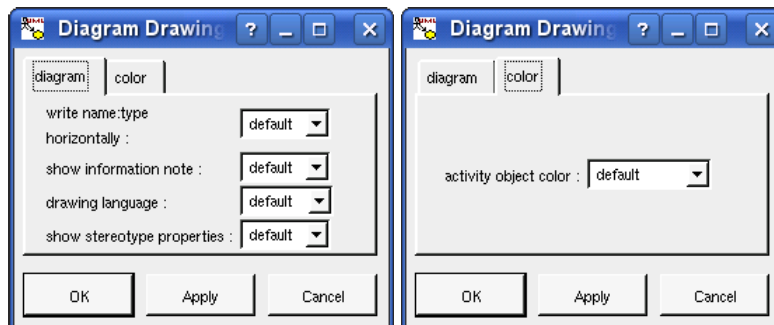 Diagram Drawing
diagram
color
write name:type
horizontally :
default
show information note :
default
drawing language :
default
show stereotype properties :
default
OK
Apply
Cancel
Diagram Drawing
diagram
color
activity object color :
default
OK
Apply
Cancel